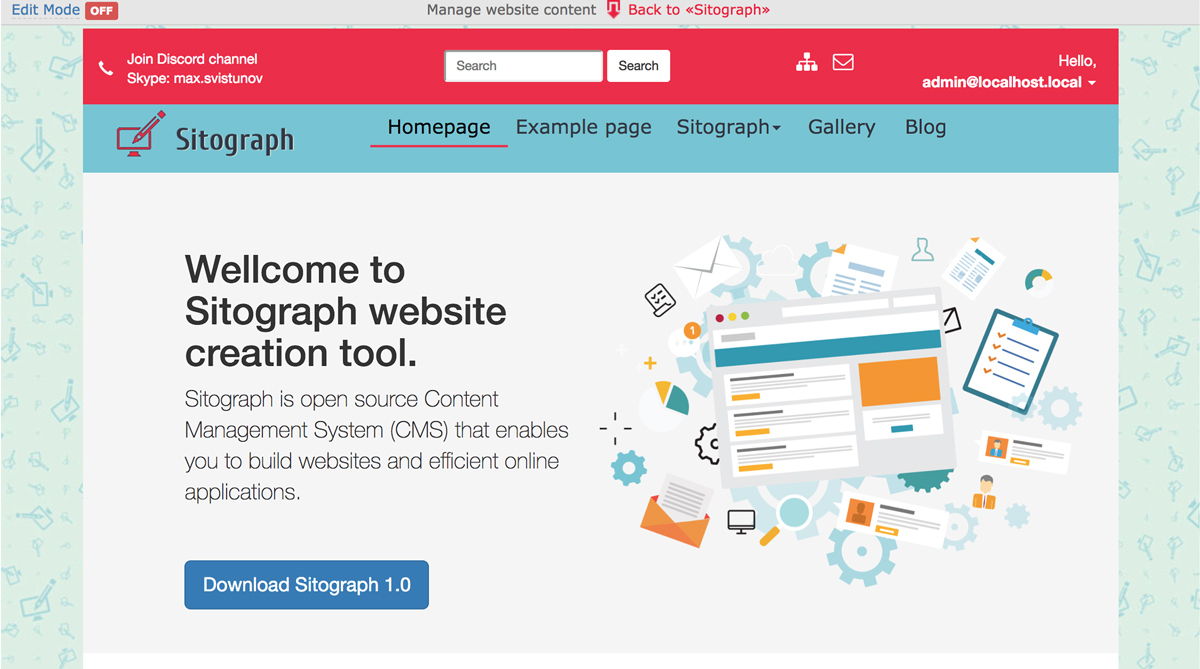 Edit Mode OFF
Manage website content Back to «Sitograph»
Join Discord channel
Skype: max.svistunov
Search Search
Hello,
admin@localhost.local
Sitograph
Homepage Example page Sitograph Gallery Blog
Wellcome to
Sitograph website
creation tool.
Sitograph is open source Content
Management System (CMS) that enables
you to build websites and efficient online
applications.
Download Sitograph 1.0
1